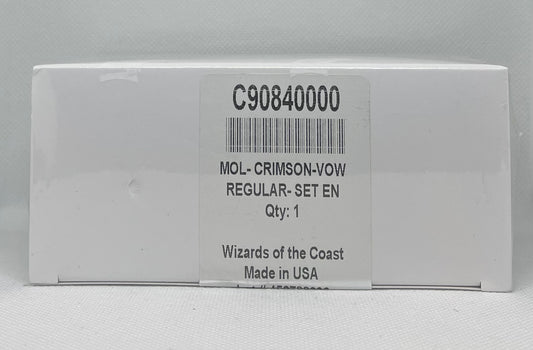 C90840000
MOL- CRIMSON-VOW
REGULAR- SET EN
Qty: 1
Wizards of the Coast
Made in USA